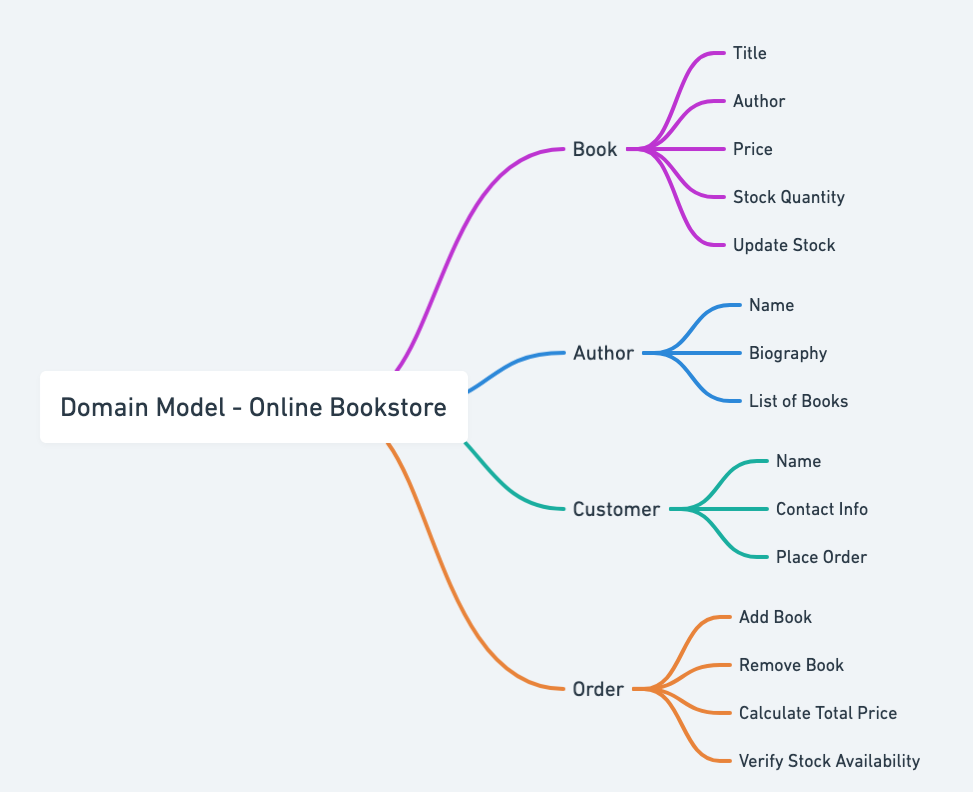 Domain Model - Online Bookstore
Book
Title
Author
Price
Stock Quantity
Update Stock
Author
Name
Biography
List of Books
Customer
Name
Contact Info
Place Order
Order
Add Book
Remove Book
Calculate Total Price
Verify Stock Availability